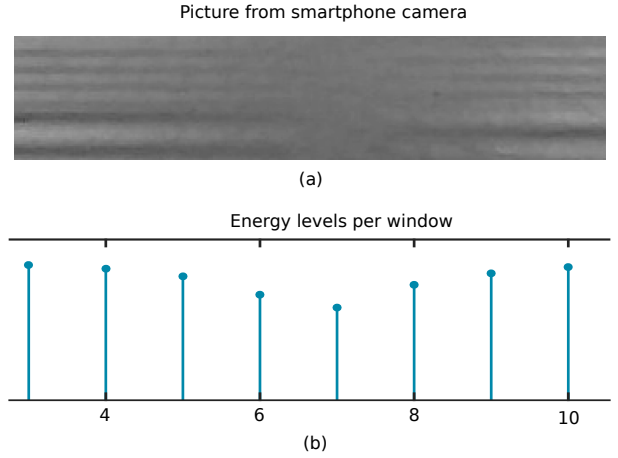 Picture from smartphone camera
(a)
Energy levels per window
4 6 8 10
(b)